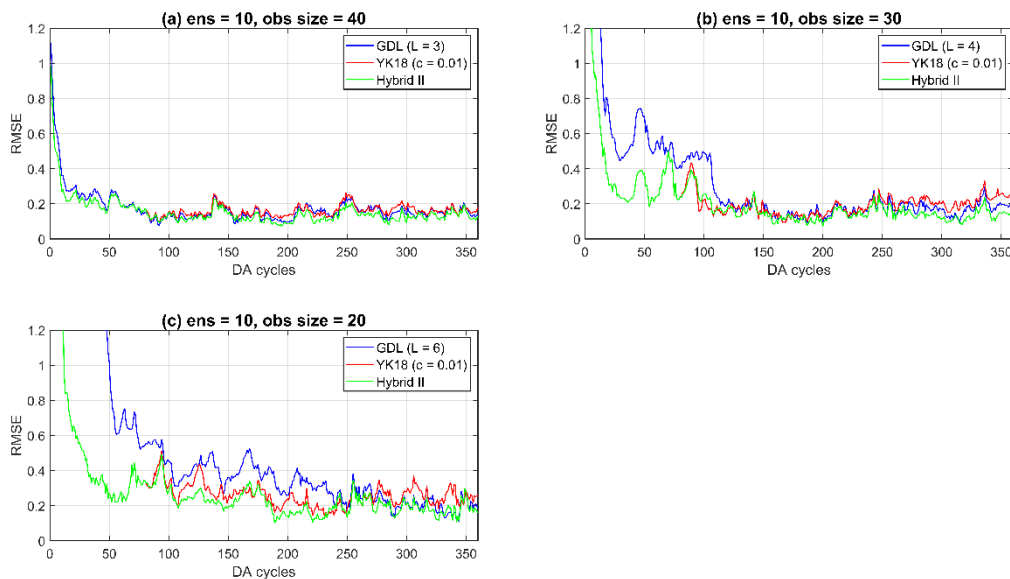 (a) ens = 10, obs size = 40
1.2
1
0.8
0.6
0.4
0.2
0
RMSE
GDL (L = 3)
YK18 (c = 0.01)
Hybrid II
0 50 100 150 200 250 300 350
DA cycles
(b) ens = 10, obs size = 30
1.2
1
0.8
0.6
0.4
0.2
0
RMSE
GDL (L = 4)
YK18 (c = 0.01)
Hybrid II
0 50 100 150 200 250 300 350
DA cycles
(c) ens = 10, obs size = 20
1.2
1
0.8
0.6
0.4
0.2
0
RMSE
GDL (L = 6)
YK18 (c = 0.01)
Hybrid II
0 50 100 150 200 250 300 350
DA cycles